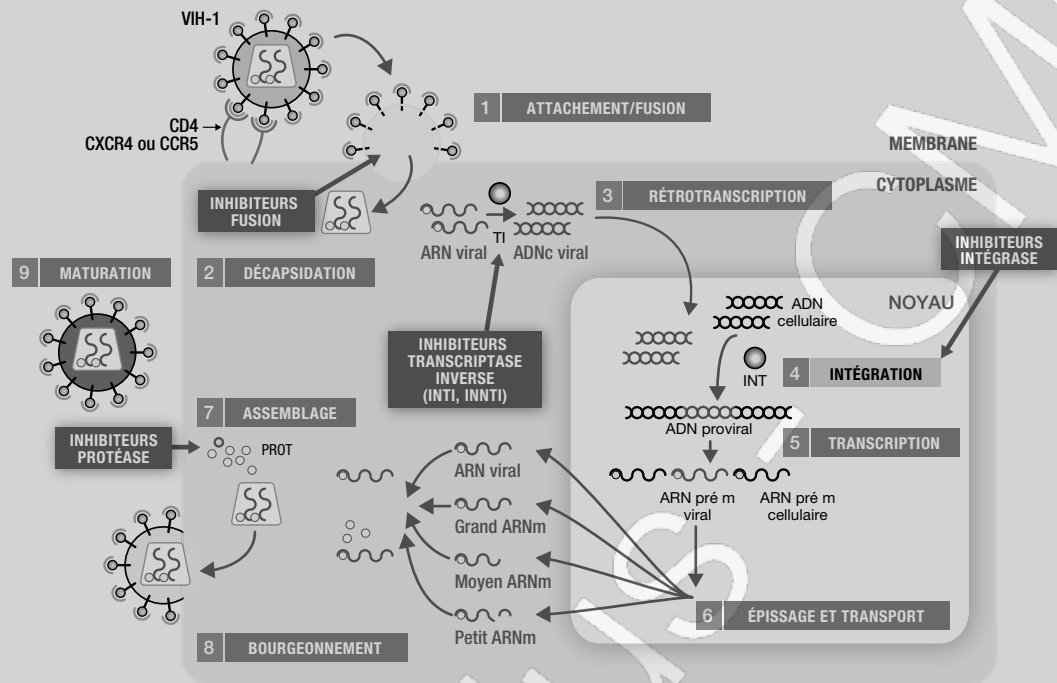 VIH-1
1 ATTACHEMENT/FUSION
CD4
CXCR4 ou CCR5
MEMBRANE
CYTOPLASME
INHIBITEURS
FUSION
3 RÉTROTRANSCRIPTION
TI
ARN viral
ADNc viral
INHIBITEURS
INTÉGRASE
9 MATURATION
2 DÉCAPSIDATION
NOYAU
ADN
cellulaire
INHIBITEURS
TRANSCRIPTASE
INVERSE
(INTI, INNTI)
INT
4 INTÉGRATION
7 ASSEMBLAGE
ADN proviral
5 TRANSCRIPTION
INHIBITEURS
PROTÉASE
PROT
ARN viral
ARN pré m
viral
ARN pré m
cellulaire
Grand ARNm
Moyen ARNm
6 ÉPISSAGE ET TRANSPORT
Petit ARNm
8 BOURGEONNEMENT